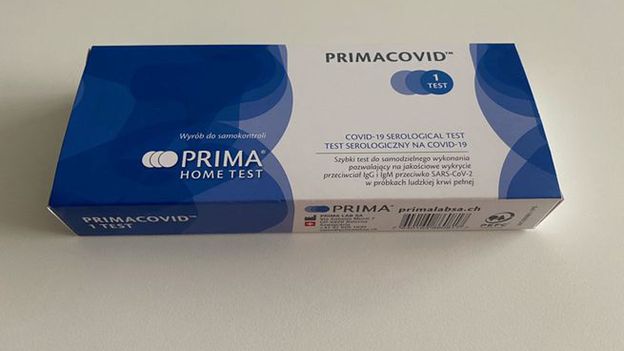 PRIMACOVID™
1
TEST
Wyrób do samokontroli
PRIMA®
HOME TEST
COVID-19 SEROLOGICAL TEST
TEST SEROLOGICZNY NA COVID-19
Szybki test do samodzielnego wykonania
pozwalający na jakościowe wykrycie
przeciwciał IgG i IgM przeciwko SARS-CoV-2
w próbkach ludzkiej krwi pełnej
PRIMACOVID™
1 TEST
PRIMA® primalabsa.ch
PRIMA LAB SA